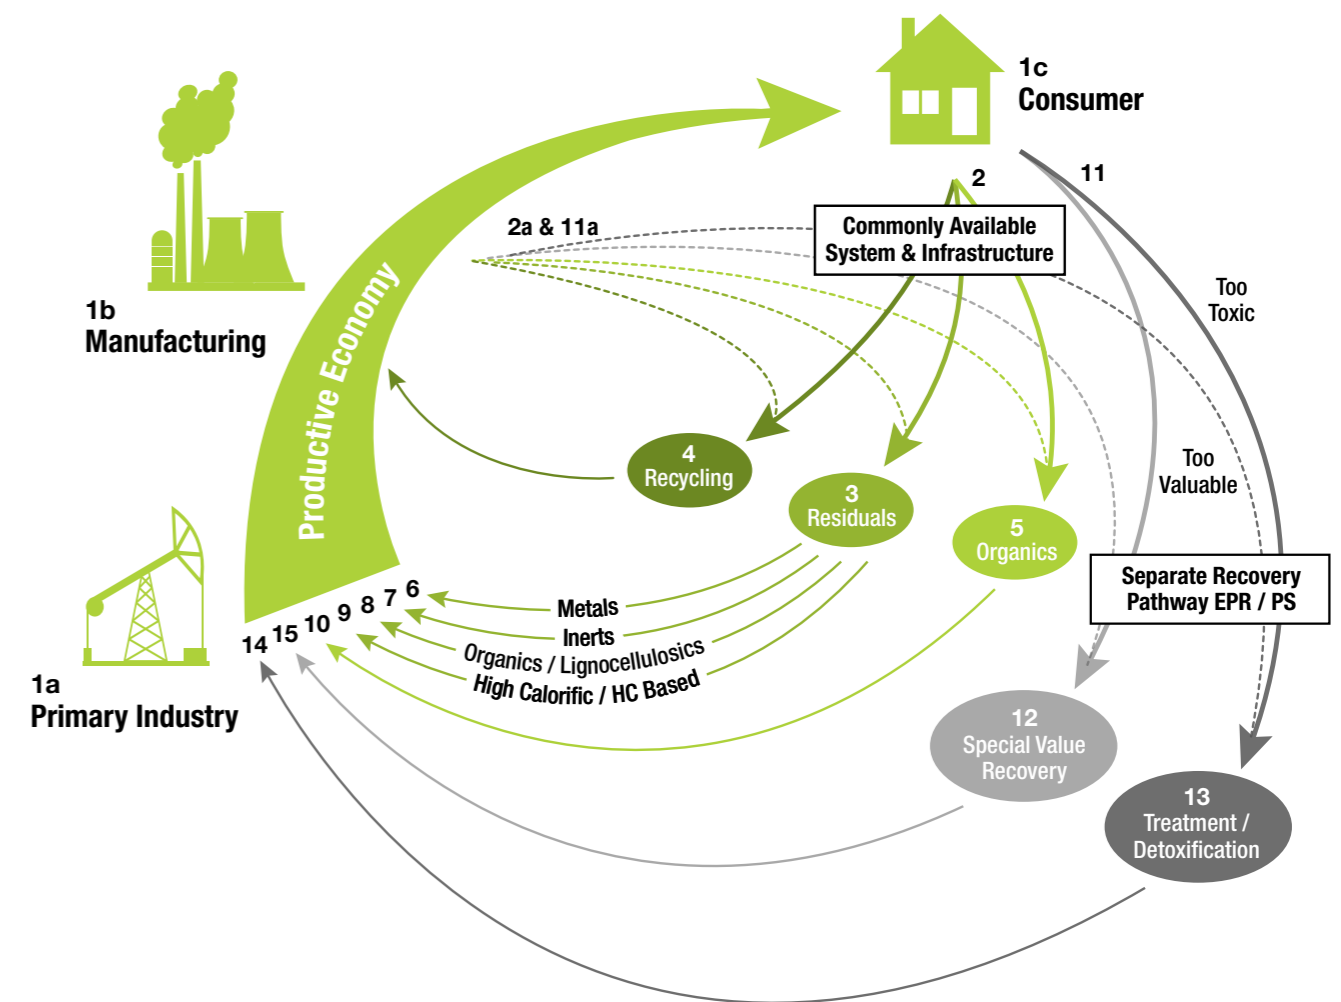 1c
Consumer
2
11
2a & 11a
Commonly Available
System & Infrastructure
Too
Toxic
1b
Manufacturing
Productive Economy
4
Recycling
3
Residuals
5
Organics
Too
Valuable
Separate Recovery
Pathway EPR / PS
6
7
8
9
10
15
14
Metals
Inerts
Organics / Lignocellulosics
High Calorific / HC Based
1a
Primary Industry
12
Special Value
Recovery
13
Treatment /
Detoxification